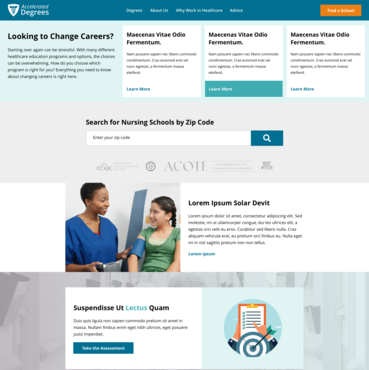 Accelerated
Degrees
Degrees
About Us
Why Work in Healthcare
Advice
Find a School
Looking to Change Careers?
Starting over again can be stressful. With many different
healthcare education programs and options, the choices
can be overwhelming. How do you choose which
program is right for you? Everything you need to know
about changing careers is right here.
Maecenas Vitae Odio
Fermentum.
Nam posuere sapien nec libero commodo
condimentum. Cras euismod erat vel
nunc egestas, a fermentum massa
eleifend.
Learn More
Maecenas Vitae Odio
Fermentum.
Nam posuere sapien nec libero commodo
condimentum. Cras euismod erat vel
nunc egestas, a fermentum massa
eleifend.
Learn More
Maecenas Vitae Odio
Fermentum.
Nam posuere sapien nec libero commodo
condimentum. Cras euismod erat vel
nunc egestas, a fermentum massa
eleifend.
Learn More
Search for Nursing Schools by Zip Code
Enter your zip code
CCNE
ACOTE
Lorem Ipsum Solar Devit
Lorem ipsum dolor sit amet, consectetur adipiscing elit. Sed
molestie, mi ut ullamcorper congue, dui leo ultrices elit, a
egestas orci velit eu eros. Curabitur sed libero nulla. Cras
aliquam vehicula erat, eu pretium orci finibus eu. Nulla eget
mi in nisl sagittis pretium non non tellus.
Lorem Ipsum
Suspendisse Ut Lectus Quam
Duis quis ligula non sapien commodo pretium sit amet in
massa. Nullam finibus enim eget nibh ultrices, eget posuere
justo imperdiet.
Take the Assessment